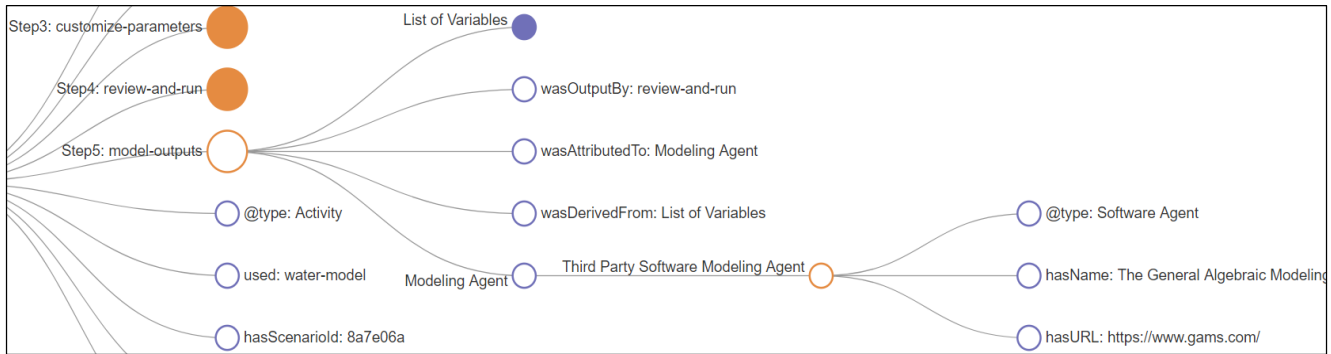 Step3: customize-parameters
List of Variables
Step4: review-and-run
wasOutputBy: review-and-run
Step5: model-outputs
wasAttributedTo: Modeling Agent
@type: Activity
wasDerivedFrom: List of Variables
@type: Software Agent
used: water-model
Modeling Agent
Third Party Software Modeling Agent
hasName: The General Algebraic Modeling
hasScenarioId: 8a7e06a
hasURL: https://www.gams.com/